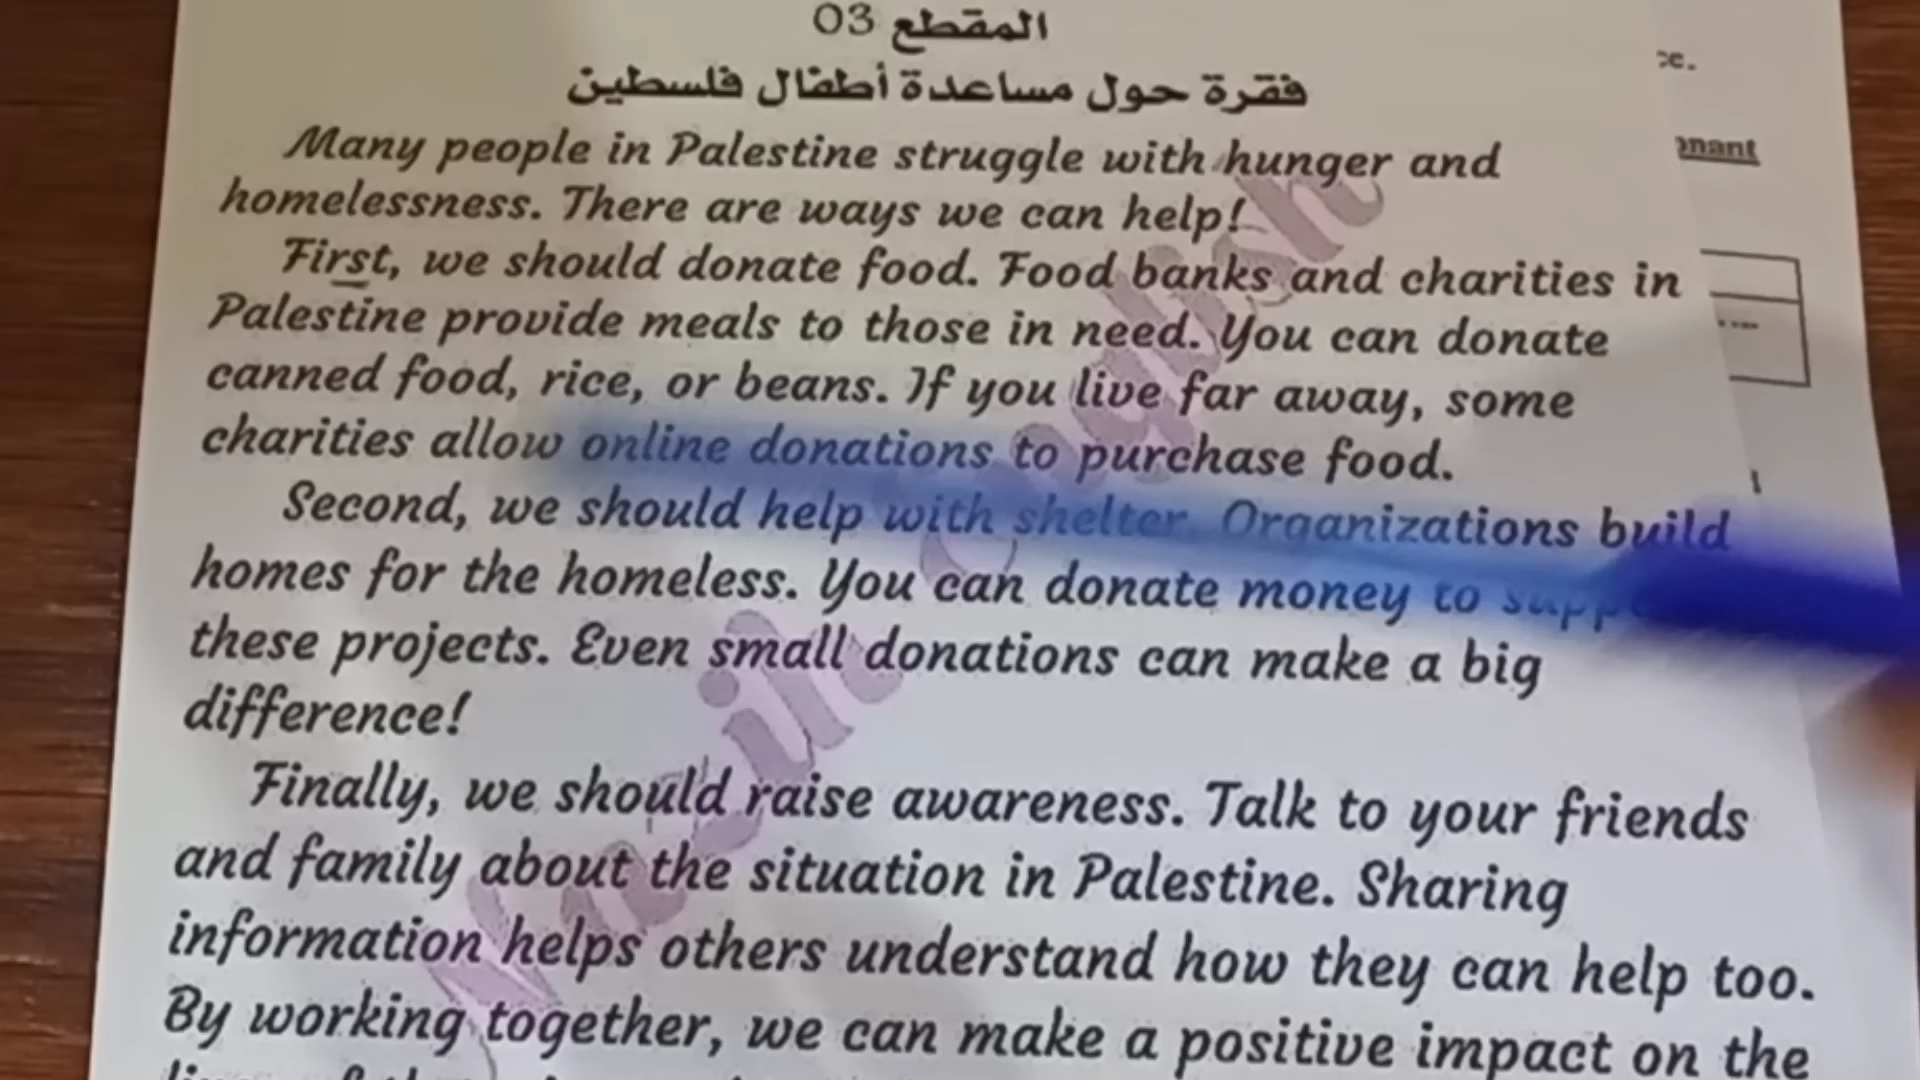 المقطع 03
فقرة حول مساعدة أطفال فلسطين
Many people in Palestine struggle with hunger and
homelessness. There are ways we can help!
First, we should donate food. Food banks and charities in
Palestine provide meals to those in need. You can donate
canned food, rice, or beans. If you live far away, some
charities allow online donations to purchase food.
Second, we should help with shelter. Organizations build
homes for the homeless. You can donate money to
these projects. Even small donations can make a big
difference!
Finally, we should raise awareness. Talk to your friends
and family about the situation in Palestine. Sharing
information helps others understand how they can help too.
By working together, we can make a positive impact on the